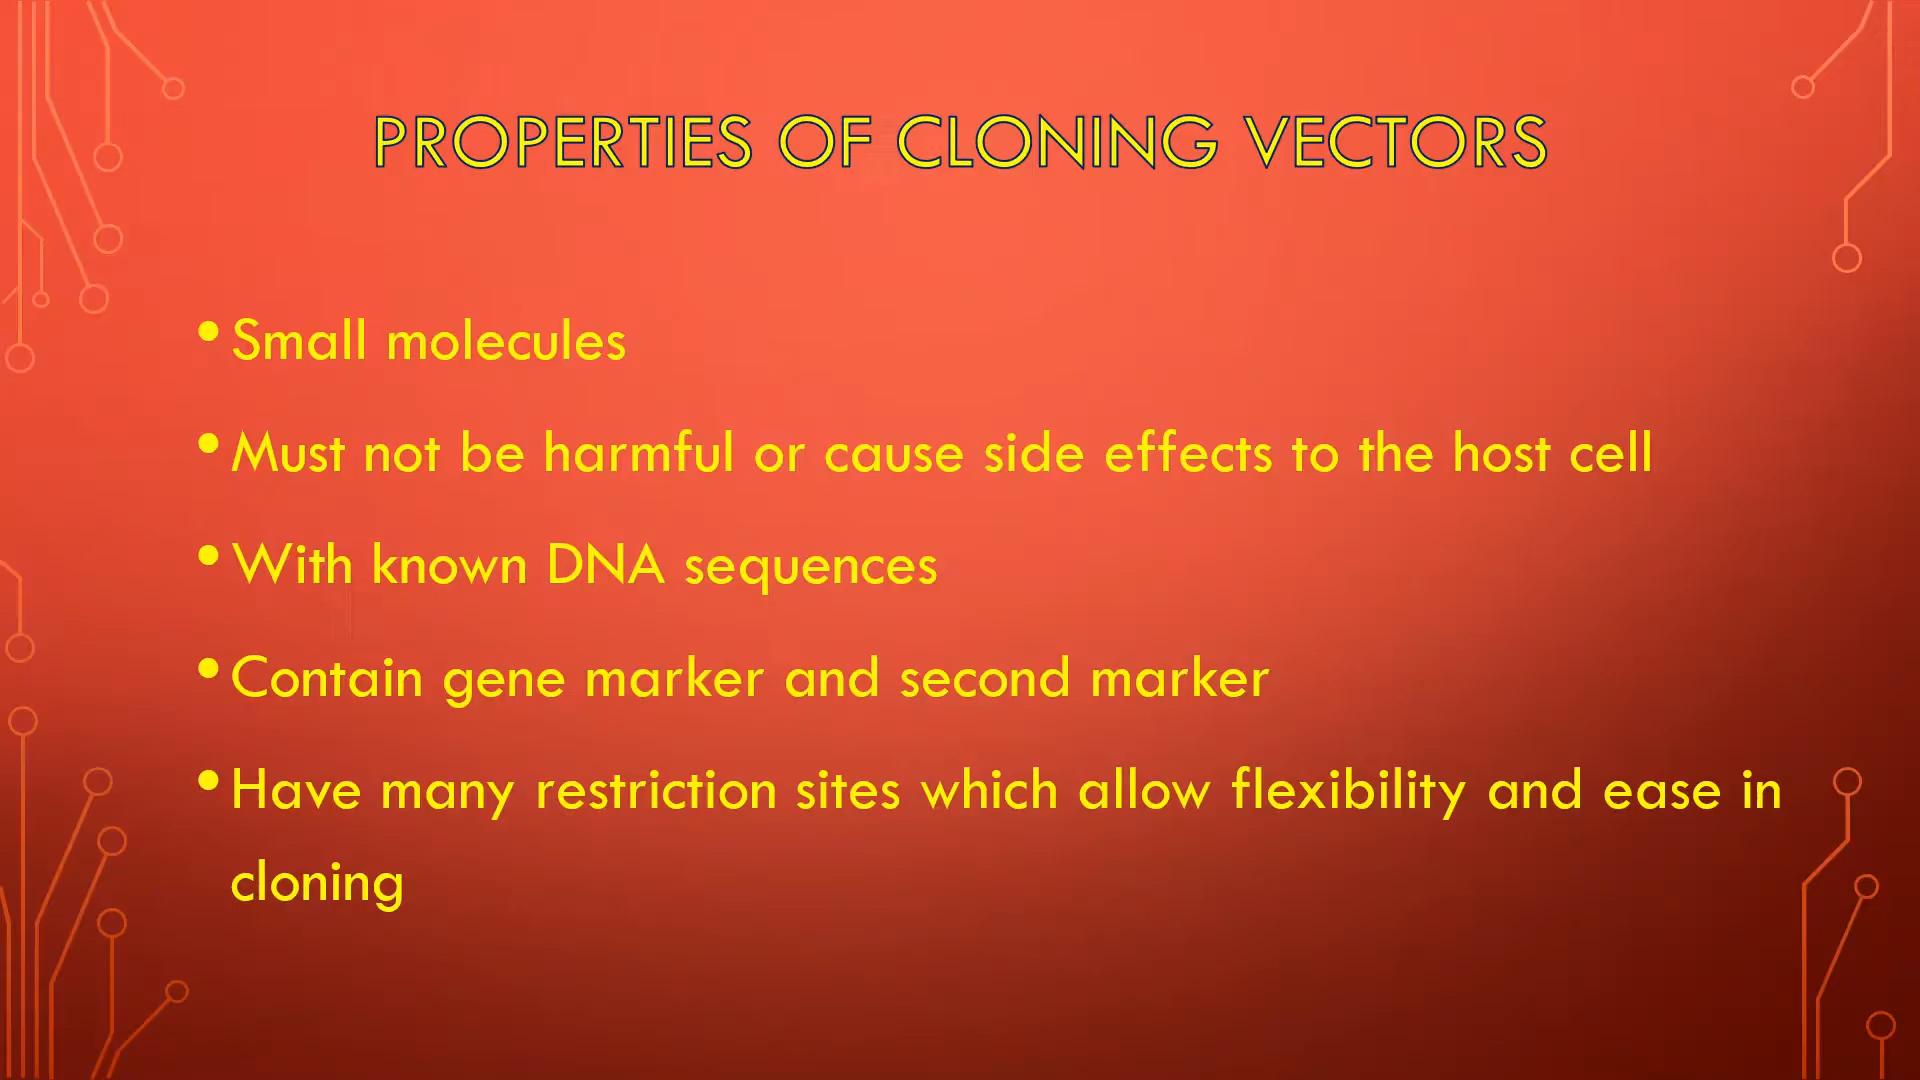 PROPERTIES OF CLONING VECTORS
• Small molecules
• Must not be harmful or cause side effects to the host cell
• With known DNA sequences
• Contain gene marker and second marker
• Have many restriction sites which allow flexibility and ease in
cloning